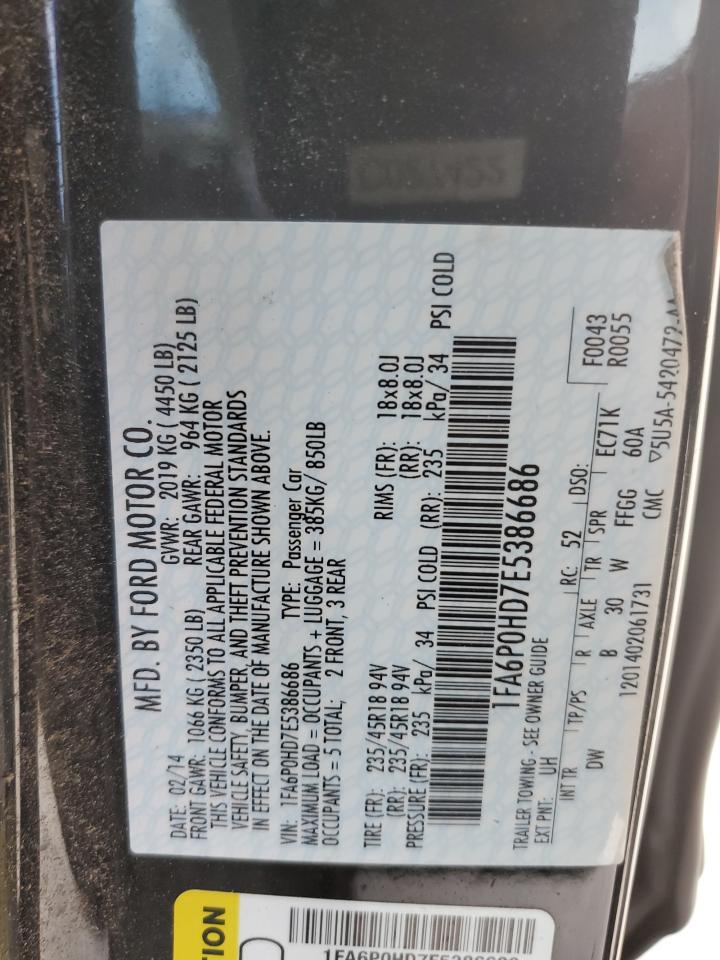 MFD. BY FORD MOTOR CO.
DATE: 02/14 GVWR: 2019 KG ( 4450 LB)
FRONT GAWR: 1066 KG ( 2350 LB) REAR GAWR: 964 KG ( 2125 LB)
THIS VEHICLE CONFORMS TO ALL APPLICABLE FEDERAL MOTOR
VEHICLE SAFETY, BUMPER, AND THEFT PREVENTION STANDARDS
IN EFFECT ON THE DATE OF MANUFACTURE SHOWN ABOVE.
VIN: 1FA6P0HD7E5386686 TYPE: Passenger Car
MAXIMUM LOAD = OCCUPANTS + LUGGAGE = 385KG/ 850LB
OCCUPANTS = 5 TOTAL; 2 FRONT, 3 REAR
TIRE (FR): 235/45R18 94V RIMS (FR): 18x8.0J
(RR): 235/45R18 94V (RR): 18x8.0J
PRESSURE (FR): 235 kPa/ 34 PSI COLD (RR): 235 kPa/ 34 PSI COLD
1FA6P0HD7E5386686
TRAILER TOWING - SEE OWNER GUIDE
EXT PNT: UH RC: 52 DSO: F0043
INT TR TP/PS R AXLE TR SPR EC71K R0055
DW B 30 W FFGG 60A
1201402061731 CMC 5U5A-5420472-AA
TION